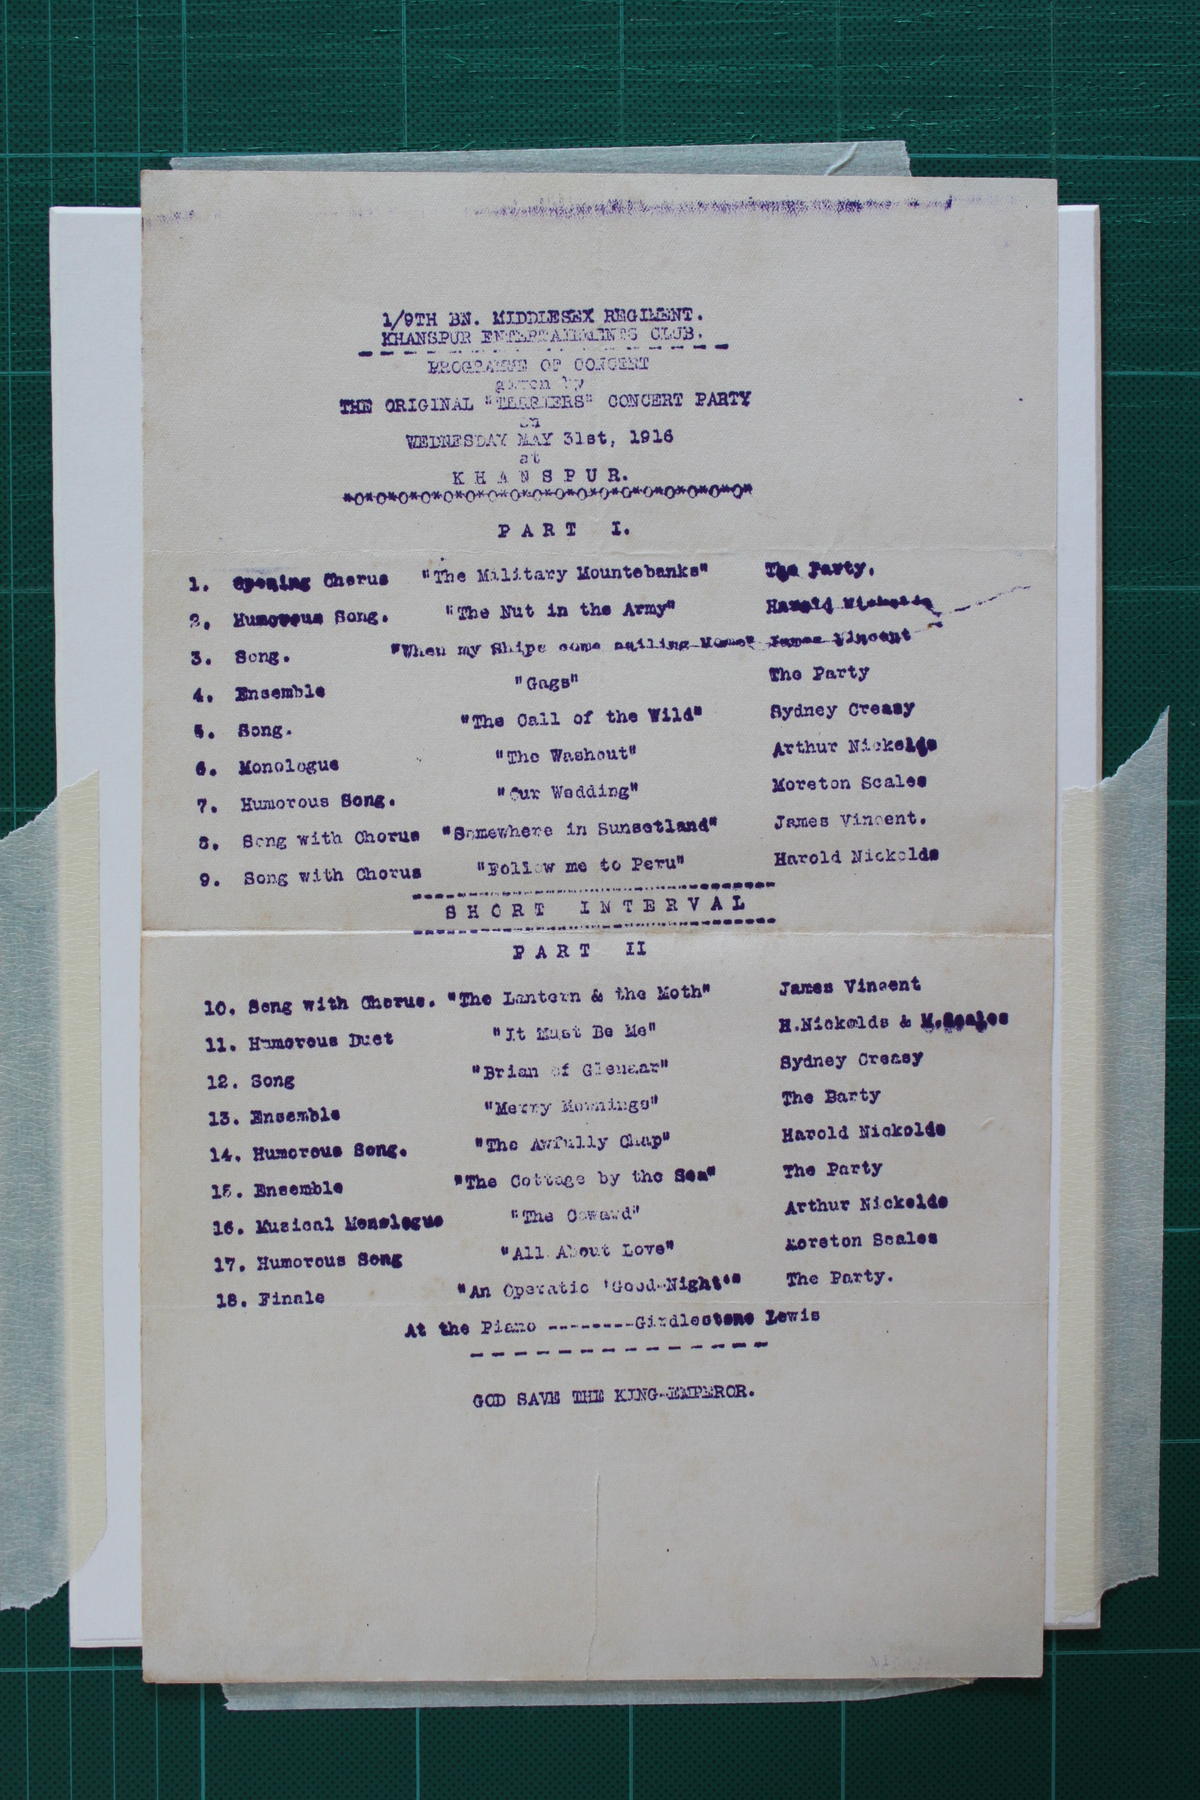 1/9TH BN. MIDDLESEX REGIMENT.
KHANSPUR ENTERTAINMENTS CLUB.
PROGRAMME OF CONCERT
given by
THE ORIGINAL "TERRIERS" CONCERT PARTY
on
WEDNESDAY MAY 31st, 1916
at
K H A N S P U R.
*O*O*O*O*O*O*O*O*O*O*O*O*O*O*O*O*O*O*
P A R T I.
1. Opening Chorus "The Military Mountebanks" The Party.
2. Humorous Song. "The Nut in the Army" Harold Nickolds
3. Song. "When my Ships come sailing Home" James Vincent
4. Ensemble "Gags" The Party
5. Song. "The Call of the Wild" Sydney Creasy
6. Monologue "The Washout" Arthur Nickolds
7. Humorous Song. "Our Wedding" Moreton Scales
8. Song with Chorus "Somewhere in Sunsetland" James Vincent.
9. Song with Chorus "Follow me to Peru" Harold Nickolds
S H O R T I N T E R V A L
P A R T II
10. Song with Chorus. "The Lantern & the Moth" James Vincent
11. Humorous Duet "It Must Be Me" H.Nickolds & M.Scales
12. Song "Brian of Glenaar" Sydney Creasy
13. Ensemble "Merry Mornings" The Barty
14. Humorous Song. "The Awfully Chap" Harold Nickolds
15. Ensemble "The Cottage by the Sea" The Party
16. Musical Monologue "The Coward" Arthur Nickolds
17. Humorous Song "All About Love" Moreton Scales
18. Finale "An Operatic 'Good-Night'" The Party.
At the Piano --------Girdlestone Lewis
GOD SAVE THE KING-EMPEROR.